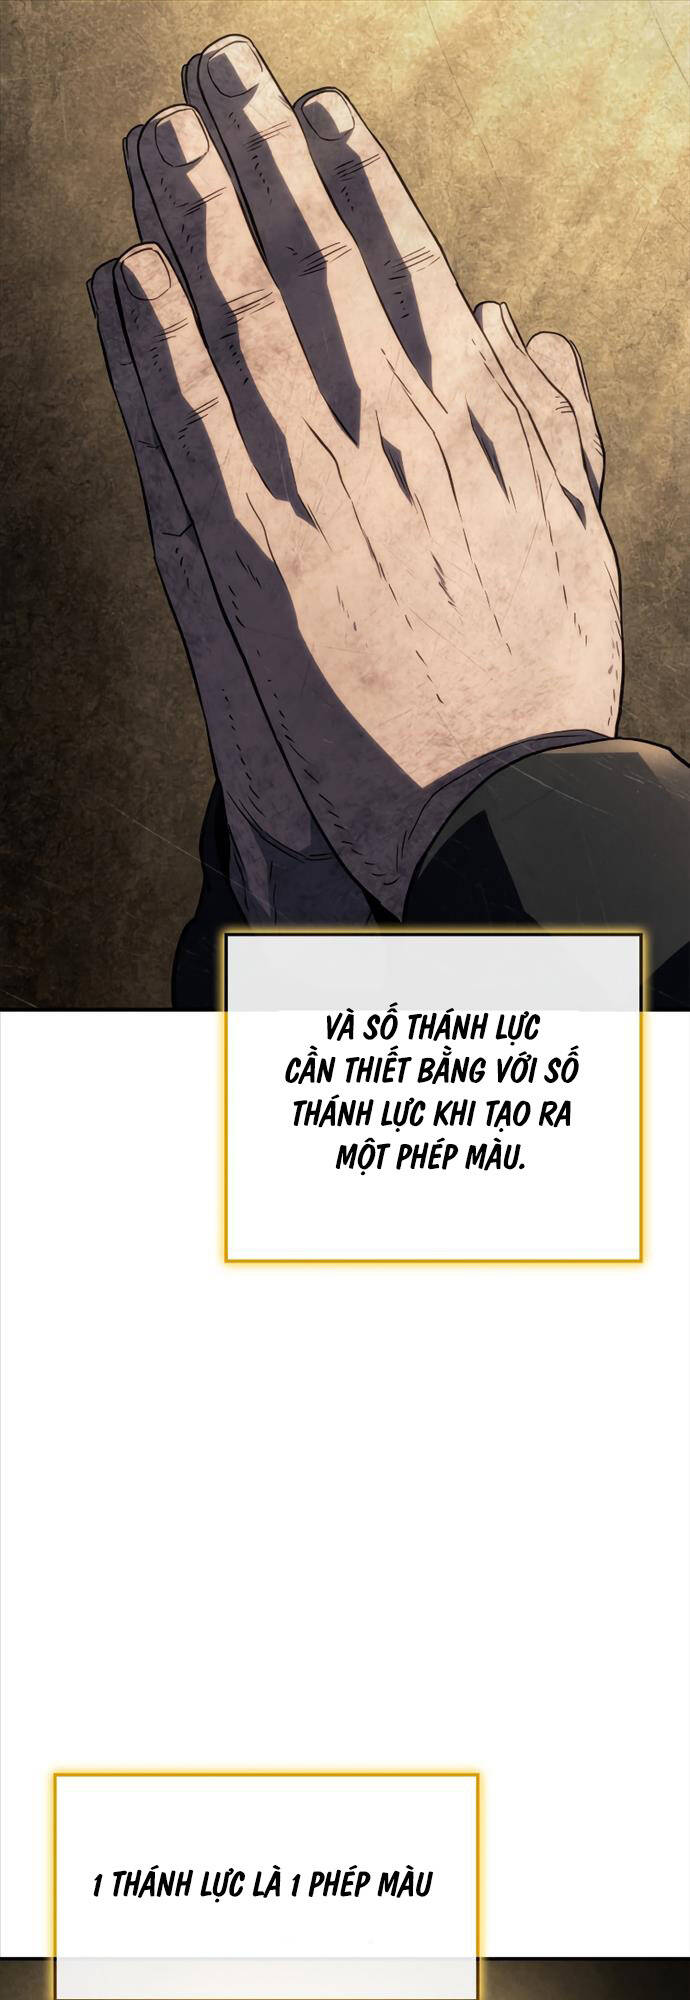 VÀ SỐ THÁNH LỰC
CẦN THIẾT BẰNG VỚI SỐ
THÁNH LỰC KHI TẠO RA
MỘT PHÉP MÀU.
1 THÁNH LỰC LÀ 1 PHÉP MÀU